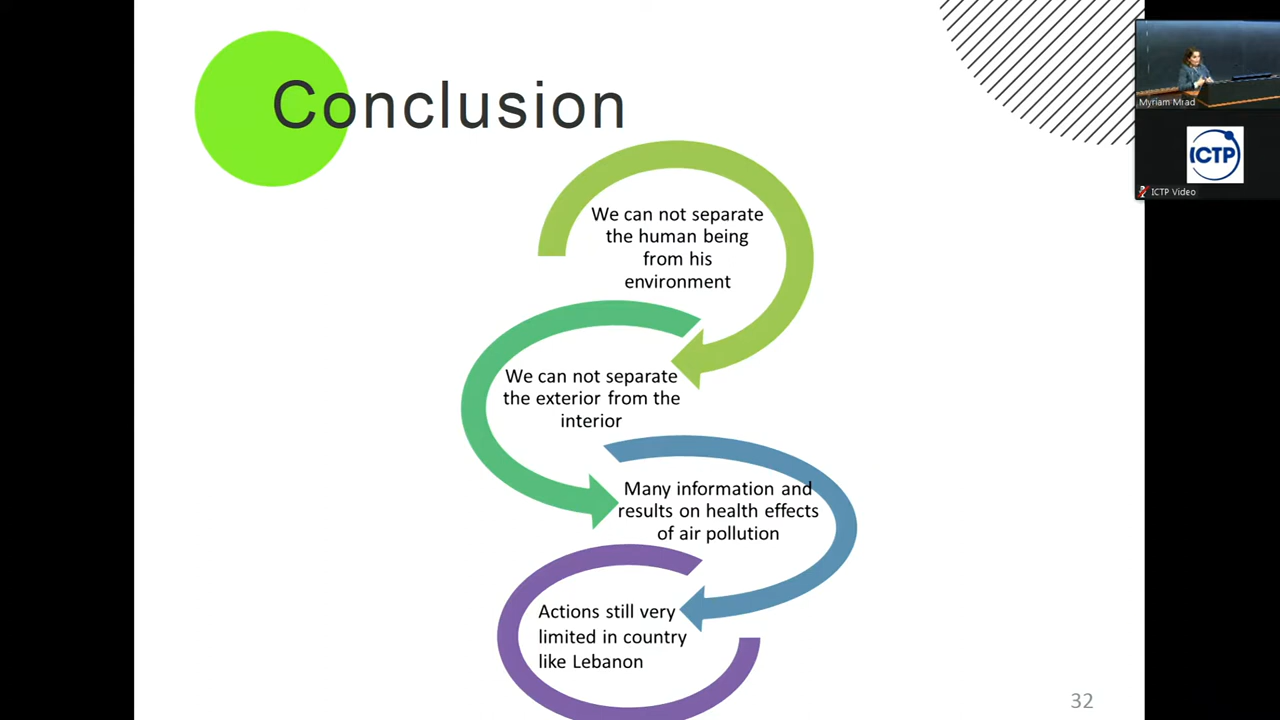 Conclusion
We can not separate
the human being
from his
environment
We can not separate
the exterior from the
interior
Many information and
results on health effects
of air pollution
Actions still very
limited in country
like Lebanon
32
Myriam Mrad
ICTP
ICTP Video